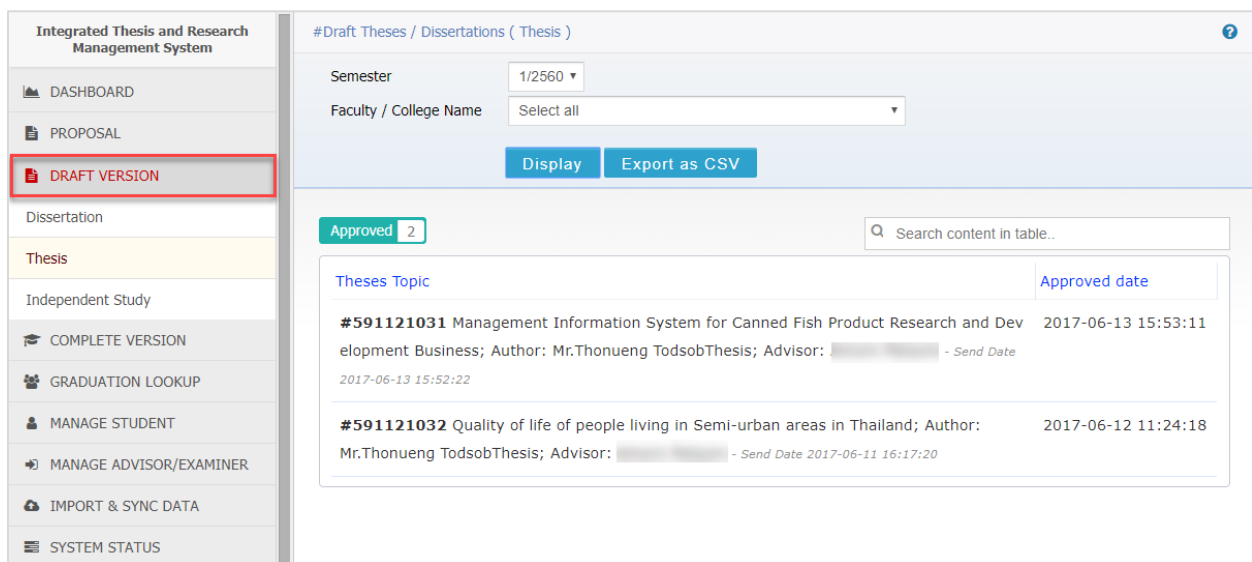 Integrated Thesis and Research
Management System
DASHBOARD
PROPOSAL
DRAFT VERSION
Dissertation
Thesis
Independent Study
COMPLETE VERSION
GRADUATION LOOKUP
MANAGE STUDENT
MANAGE ADVISOR/EXAMINER
IMPORT & SYNC DATA
SYSTEM STATUS
#Draft Theses / Dissertations ( Thesis )
?
Semester 1/2560
Faculty / College Name Select all
Display Export as CSV
Approved 2 Search content in table..
Theses Topic Approved date
#591121031 Management Information System for Canned Fish Product Research and Dev 2017-06-13 15:53:11
elopment Business; Author: Mr.Thonueng TodsobThesis; Advisor: - Send Date
2017-06-13 15:52:22
#591121032 Quality of life of people living in Semi-urban areas in Thailand; Author: 2017-06-12 11:24:18
Mr.Thonueng TodsobThesis; Advisor: - Send Date 2017-06-11 16:17:20